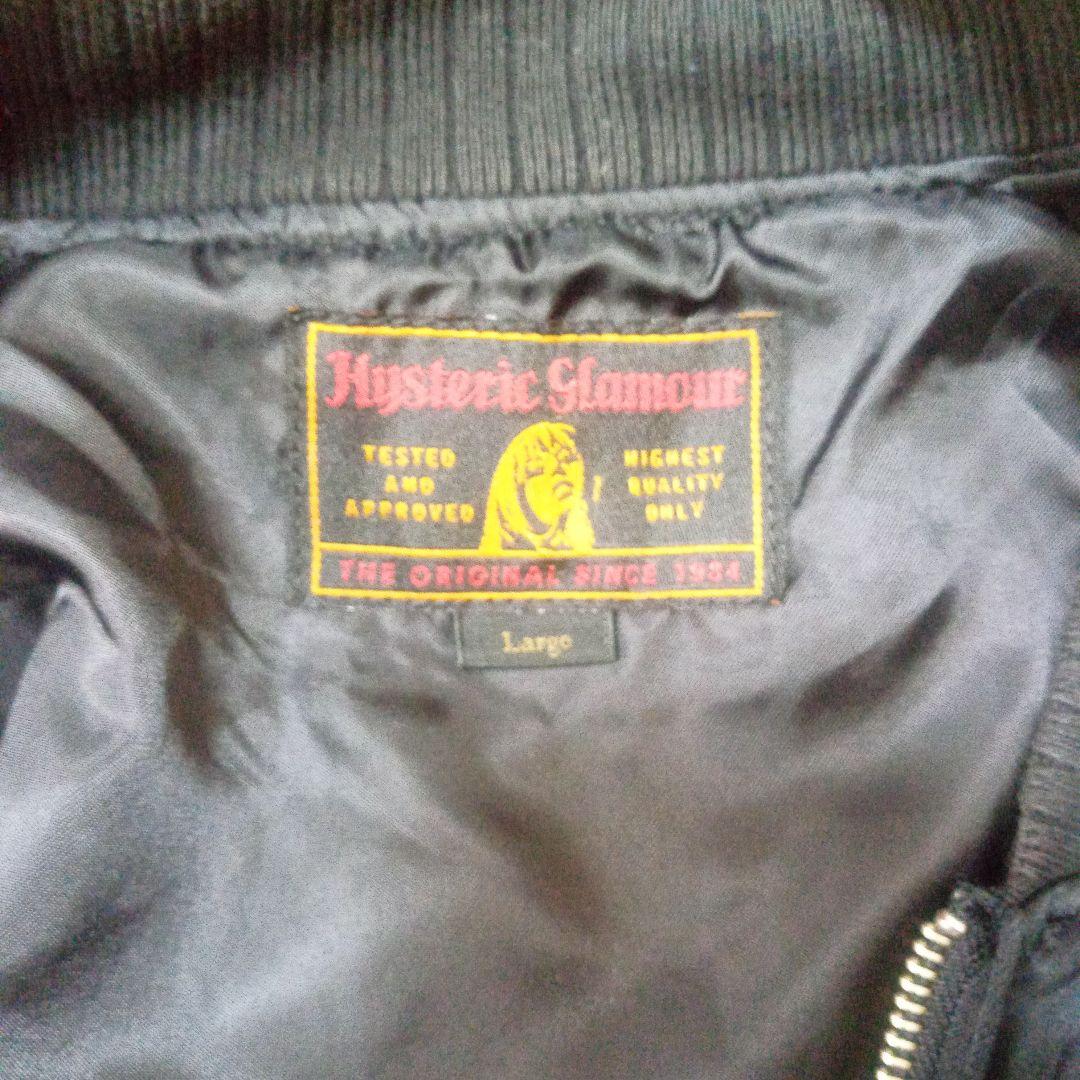 Hysteric Glamour
TESTED
AND
APPROVED
HIGHEST
QUALITY
ONLY
THE ORIGINAL SINCE 1984
Large